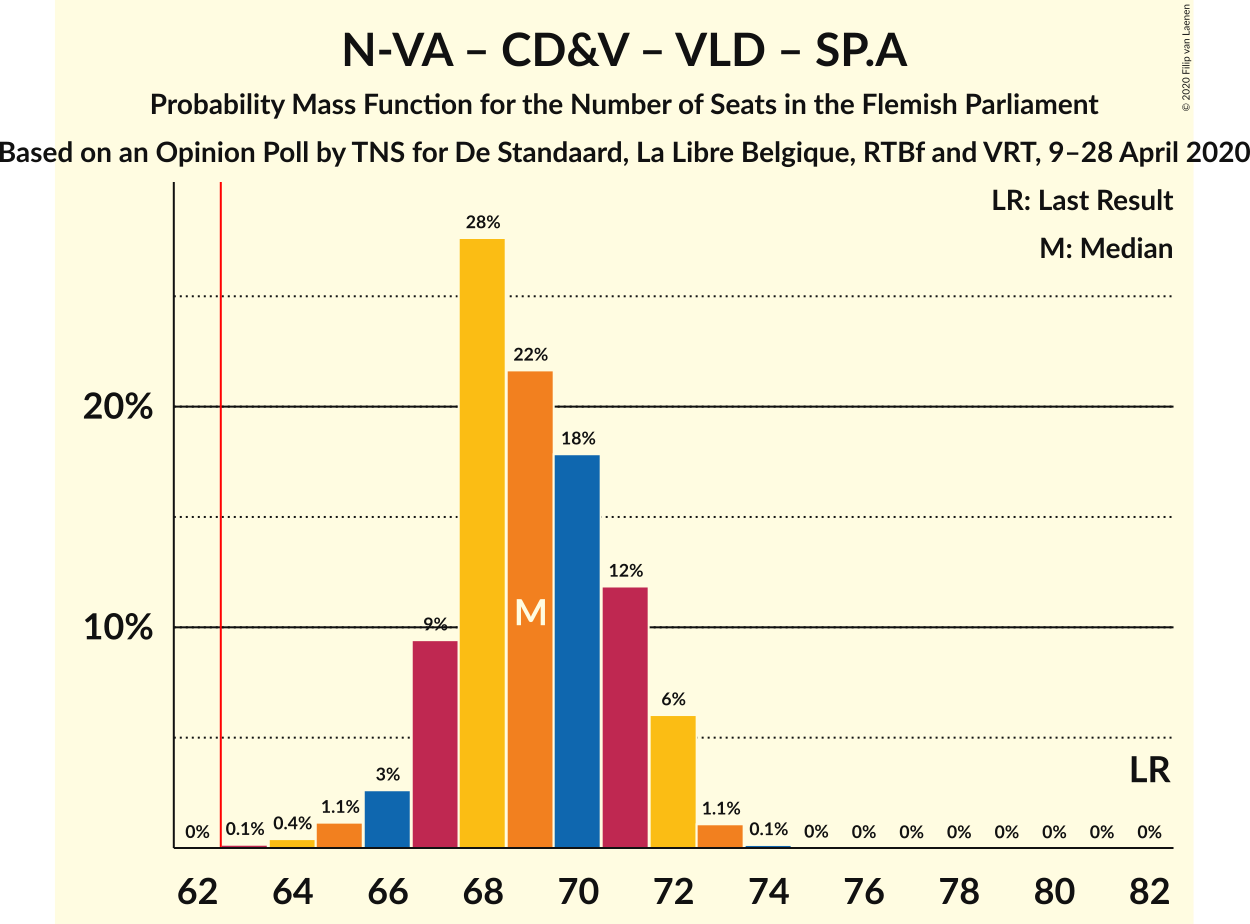 N-VA – CD&V – VLD – SP.A
Probability Mass Function for the Number of Seats in the Flemish Parliament
Based on an Opinion Poll by TNS for De Standaard, La Libre Belgique, RTBf and VRT, 9–28 April 2020
© 2020 Filip van Laenen
LR: Last Result
M: Median
28%
22%
20%
18%
12%
M
10%
9%
6%
LR
3%
1.1%
1.1%
0% 0.1% 0.4% 0.1% 0% 0% 0% 0% 0% 0% 0% 0%
62 64 66 68 70 72 74 76 78 80 82